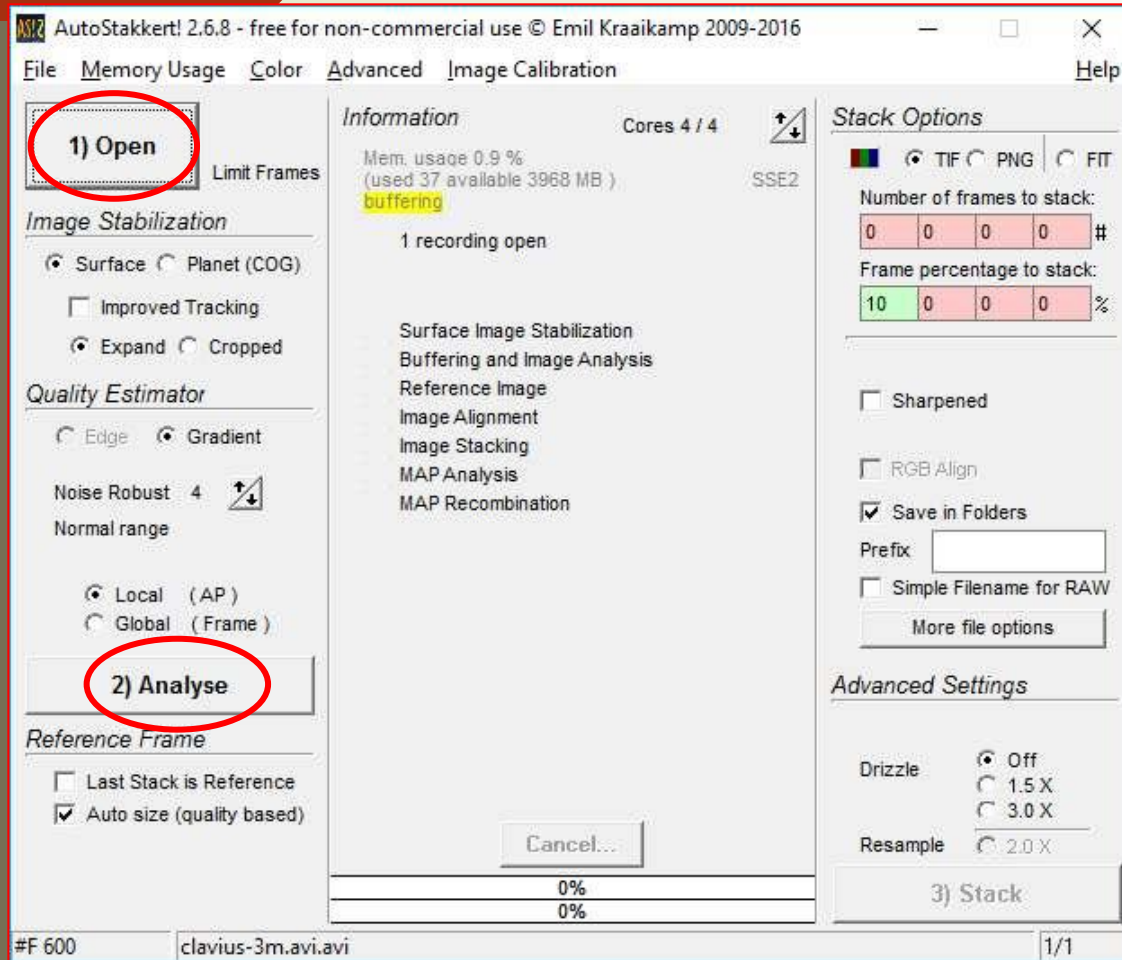 AutoStakkert! 2.6.8 - free for non-commercial use © Emil Kraaikamp 2009-2016
File Memory Usage Color Advanced Image Calibration Help
1) Open
Limit Frames
Image Stabilization
Surface Planet (COG)
Improved Tracking
Expand Cropped
Quality Estimator
Edge Gradient
Noise Robust 4
Normal range
Local (AP)
Global (Frame)
2) Analyse
Reference Frame
Last Stack is Reference
Auto size (quality based)
Information Cores 4 / 4
Mem. usage 0.9 %
(used 37 available 3968 MB ) SSE2
buffering
1 recording open
Surface Image Stabilization
Buffering and Image Analysis
Reference Image
Image Alignment
Image Stacking
MAP Analysis
MAP Recombination
Cancel...
0%
0%
Stack Options
TIF PNG FIT
Number of frames to stack:
0 0 0 0 #
Frame percentage to stack:
10 0 0 0 %
Sharpened
RGB Align
Save in Folders
Prefix
Simple Filename for RAW
More file options
Advanced Settings
Drizzle Off
1.5 X
3.0 X
Resample 2.0 X
3) Stack
#F 600 clavius-3m.avi.avi 1/1